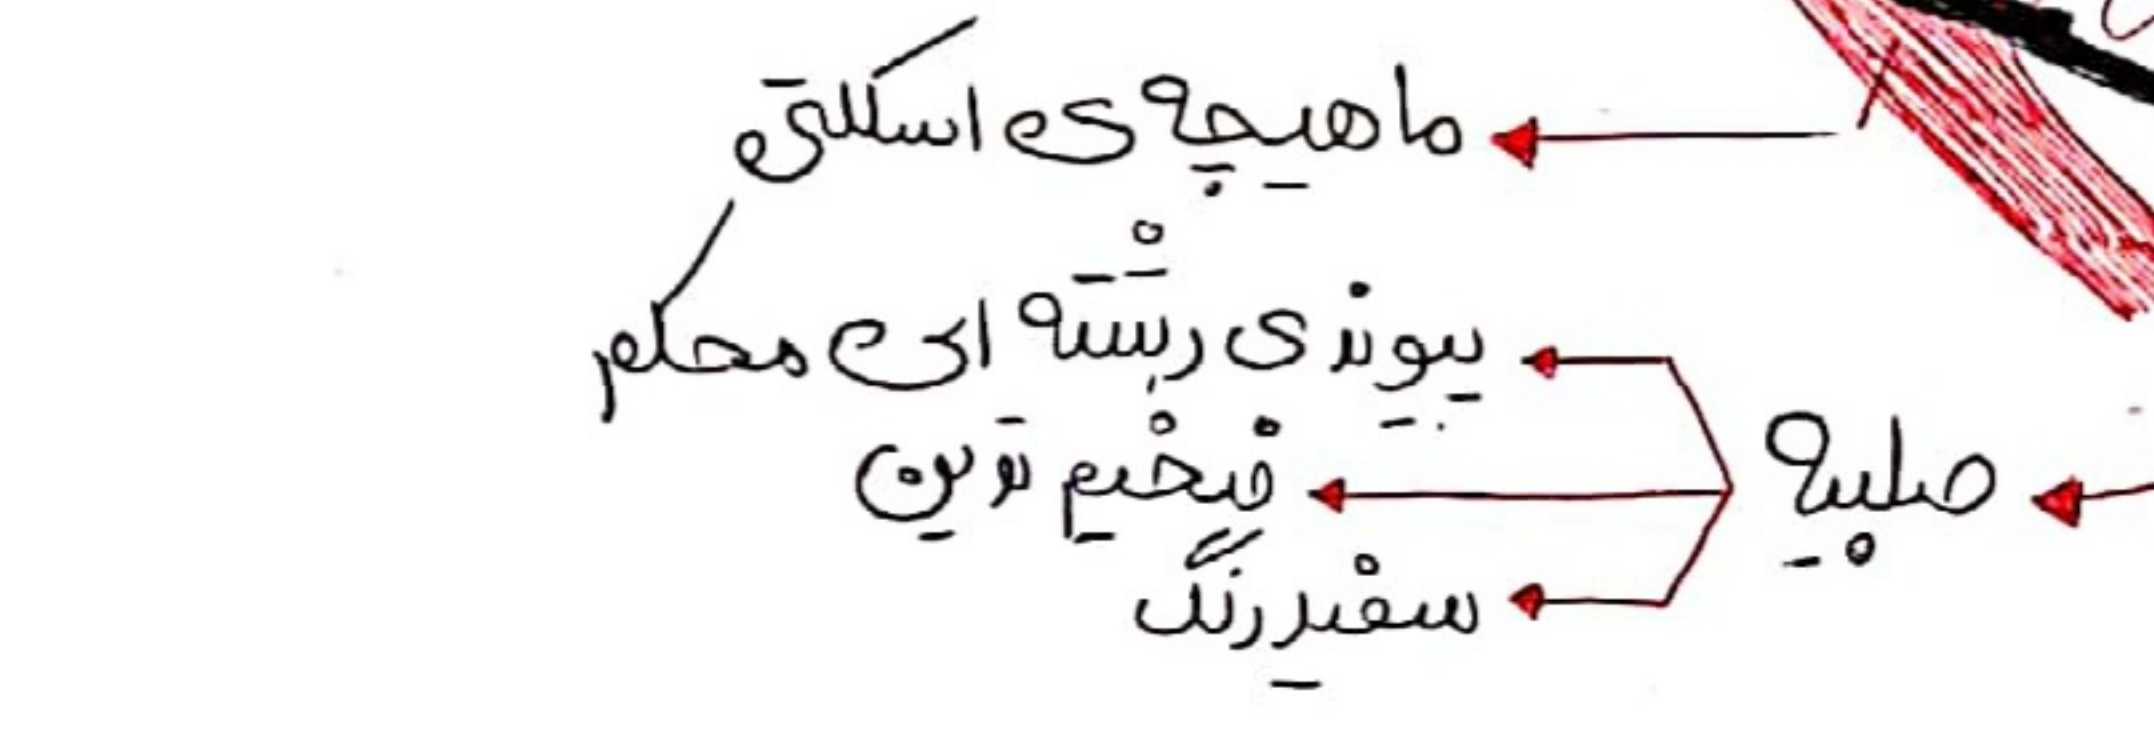 ماهیچه‌ی اسکلتی
پیوندی رشته ای محکم
صلبیه
ضخیم ترین
سفید رنگ